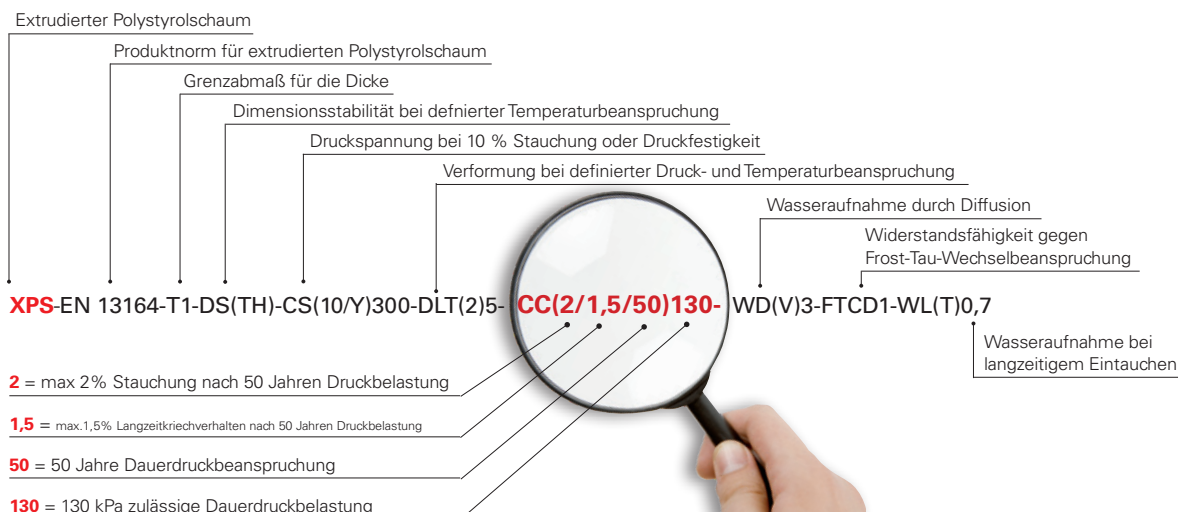 Extrudierter Polystyrolschaum
Produktnorm für extrudierten Polystyrolschaum
Grenzabmaß für die Dicke
Dimensionsstabilität bei defnierter Temperaturbeanspruchung
Druckspannung bei 10 % Stauchung oder Druckfestigkeit
Verformung bei definierter Druck- und Temperaturbeanspruchung
Wasseraufnahme durch Diffusion
Widerstandsfähigkeit gegen
Frost-Tau-Wechselbeanspruchung
XPS-EN 13164-T1-DS(TH)-CS(10/Y)300-DLT(2)5- CC(2/1,5/50)130- WD(V)3-FTCD1-WL(T)0,7
Wasseraufnahme bei
langzeitigem Eintauchen
2 = max 2% Stauchung nach 50 Jahren Druckbelastung
1,5 = max.1,5% Langzeitkriechverhalten nach 50 Jahren Druckbelastung
50 = 50 Jahre Dauerdruckbeanspruchung
130 = 130 kPa zulässige Dauerdruckbelastung